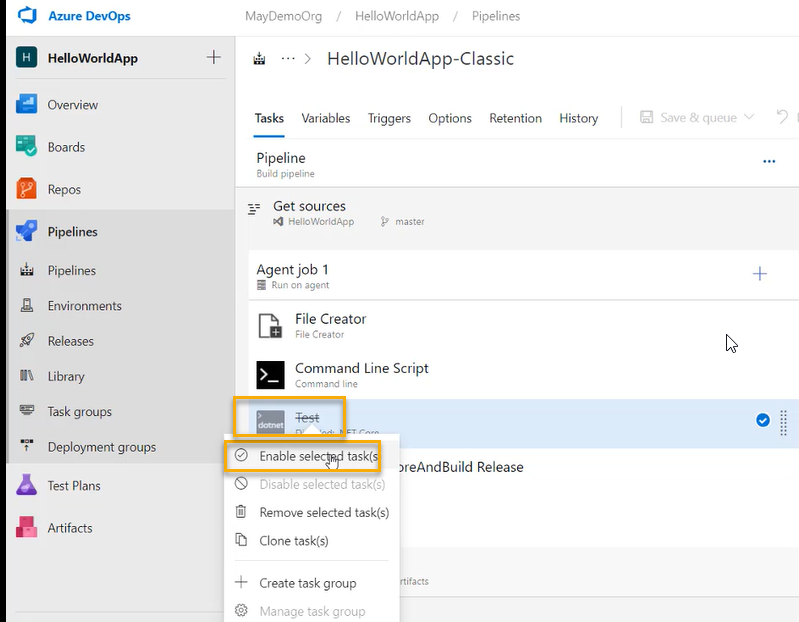 Azure DevOps
MayDemoOrg / HelloWorldApp / Pipelines
H HelloWorldApp
HelloWorldApp-Classic
Overview
Boards
Repos
Pipelines
Pipelines
Environments
Releases
Library
Task groups
Deployment groups
Test Plans
Artifacts
Tasks Variables Triggers Options Retention History Save & queue
Pipeline
Build pipeline
Get sources
HelloWorldApp master
Agent job 1
Run on agent
File Creator
File Creator
Command Line Script
Command line
dotnet
Test
Disabled: .NET Core
oreAndBuild Release
rtifacts
Enable selected task(s
Disable selected task(s)
Remove selected task(s)
Clone task(s)
Create task group
Manage task group